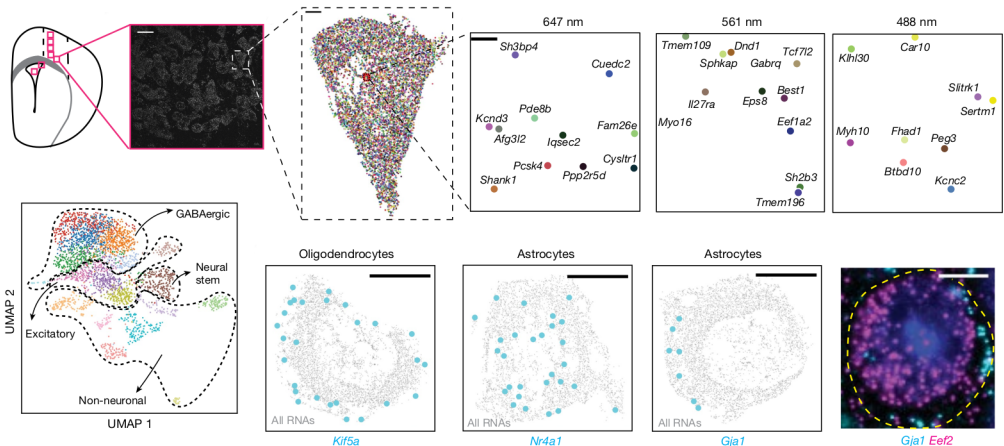 647 nm
561 nm
488 nm
Sh3bp4
Cuedc2
Pde8b
Kcnd3
Afg3l2
Iqsec2
Fam26e
Pcsk4
Ppp2r5d
Cysltr1
Shank1
Tmem109
Dnd1
Sphkap
Gabrq
Tcf7l2
Il27ra
Eps8
Best1
Myo16
Eef1a2
Sh2b3
Tmem196
Klhl30
Car10
Slitrk1
Sertm1
Myh10
Fhad1
Peg3
Btbd10
Kcnc2
GABAergic
Neural
stem
Excitatory
Non-neuronal
UMAP 2
UMAP 1
Oligodendrocytes
All RNAs
Kif5a
Astrocytes
All RNAs
Nr4a1
Astrocytes
All RNAs
Gja1
Gja1 Eef2